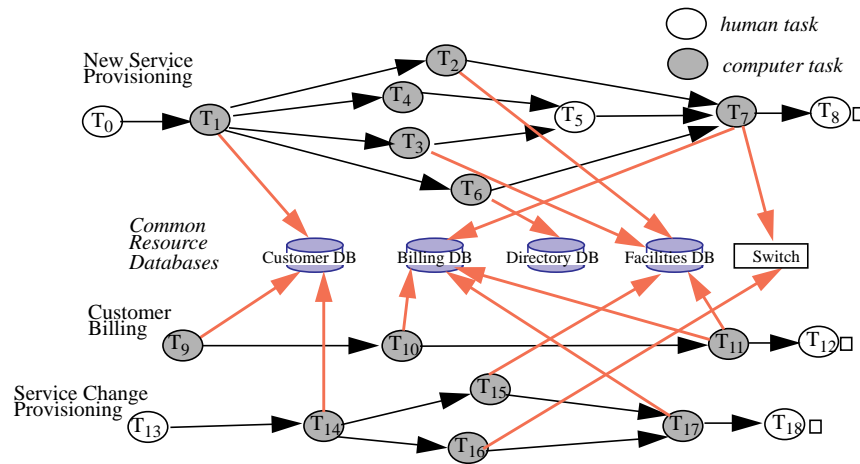 human task
New Service
Provisioning
computer task
T2
T4
T0
T1
T5
T7
T8
T3
T6
Common
Resource
Databases
Customer DB
Billing DB
Directory DB
Facilities DB
Switch
Customer
Billing
T9
T10
T11
T12
Service Change
Provisioning
T15
T13
T14
T17
T18
T16